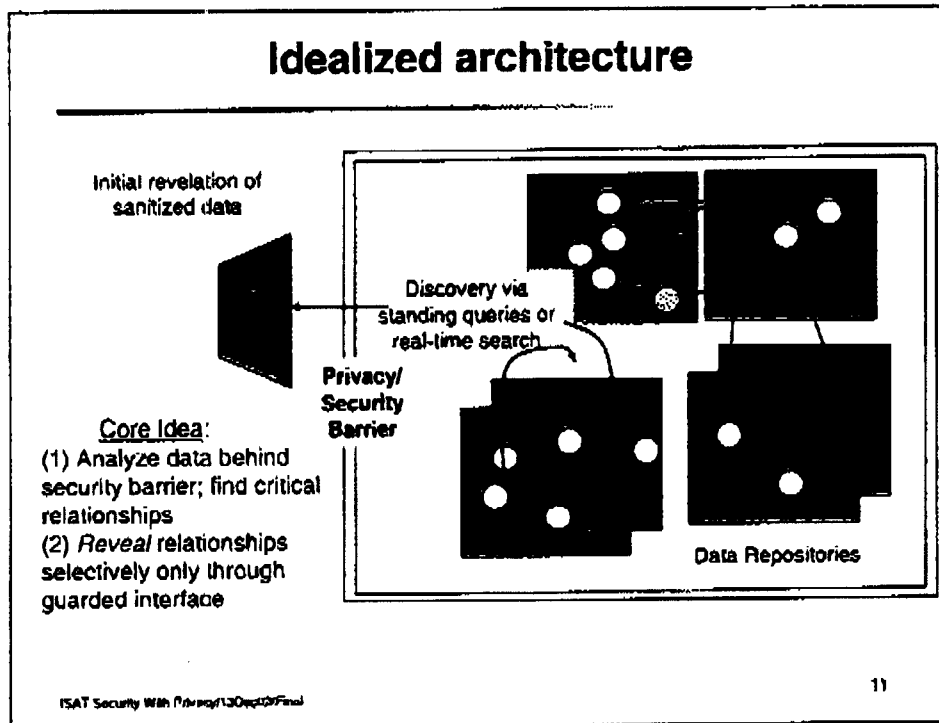 Idealized architecture
Initial revelation of
sanitized data
Discovery via
standing queries or
real-time search
Privacy/
Security
Barrier
Core Idea:
(1) Analyze data behind
security barrier; find critical
relationships
(2) Reveal relationships
selectively only through
guarded interface
Data Repositories
ISAT Security With Privacy
11